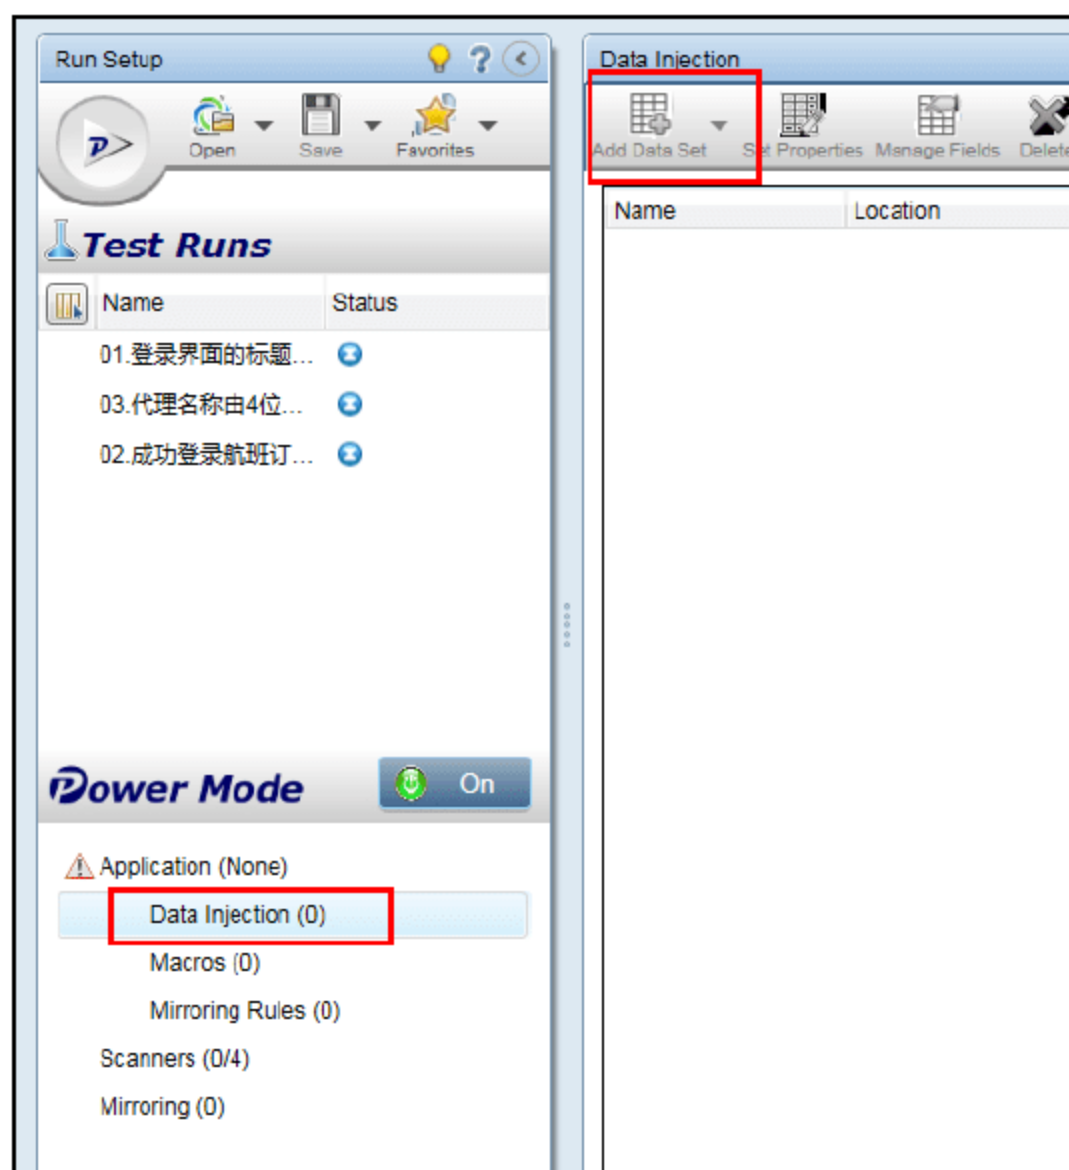 Run Setup
Open
Save
Favorites
Test Runs
Name Status
01.登录界面的标题...
03.代理名称由4位...
02.成功登录航班订...
Power Mode
On
Application (None)
Data Injection (0)
Macros (0)
Mirroring Rules (0)
Scanners (0/4)
Mirroring (0)
Data Injection
Add Data Set
Set Properties
Manage Fields
Delete
Name Location